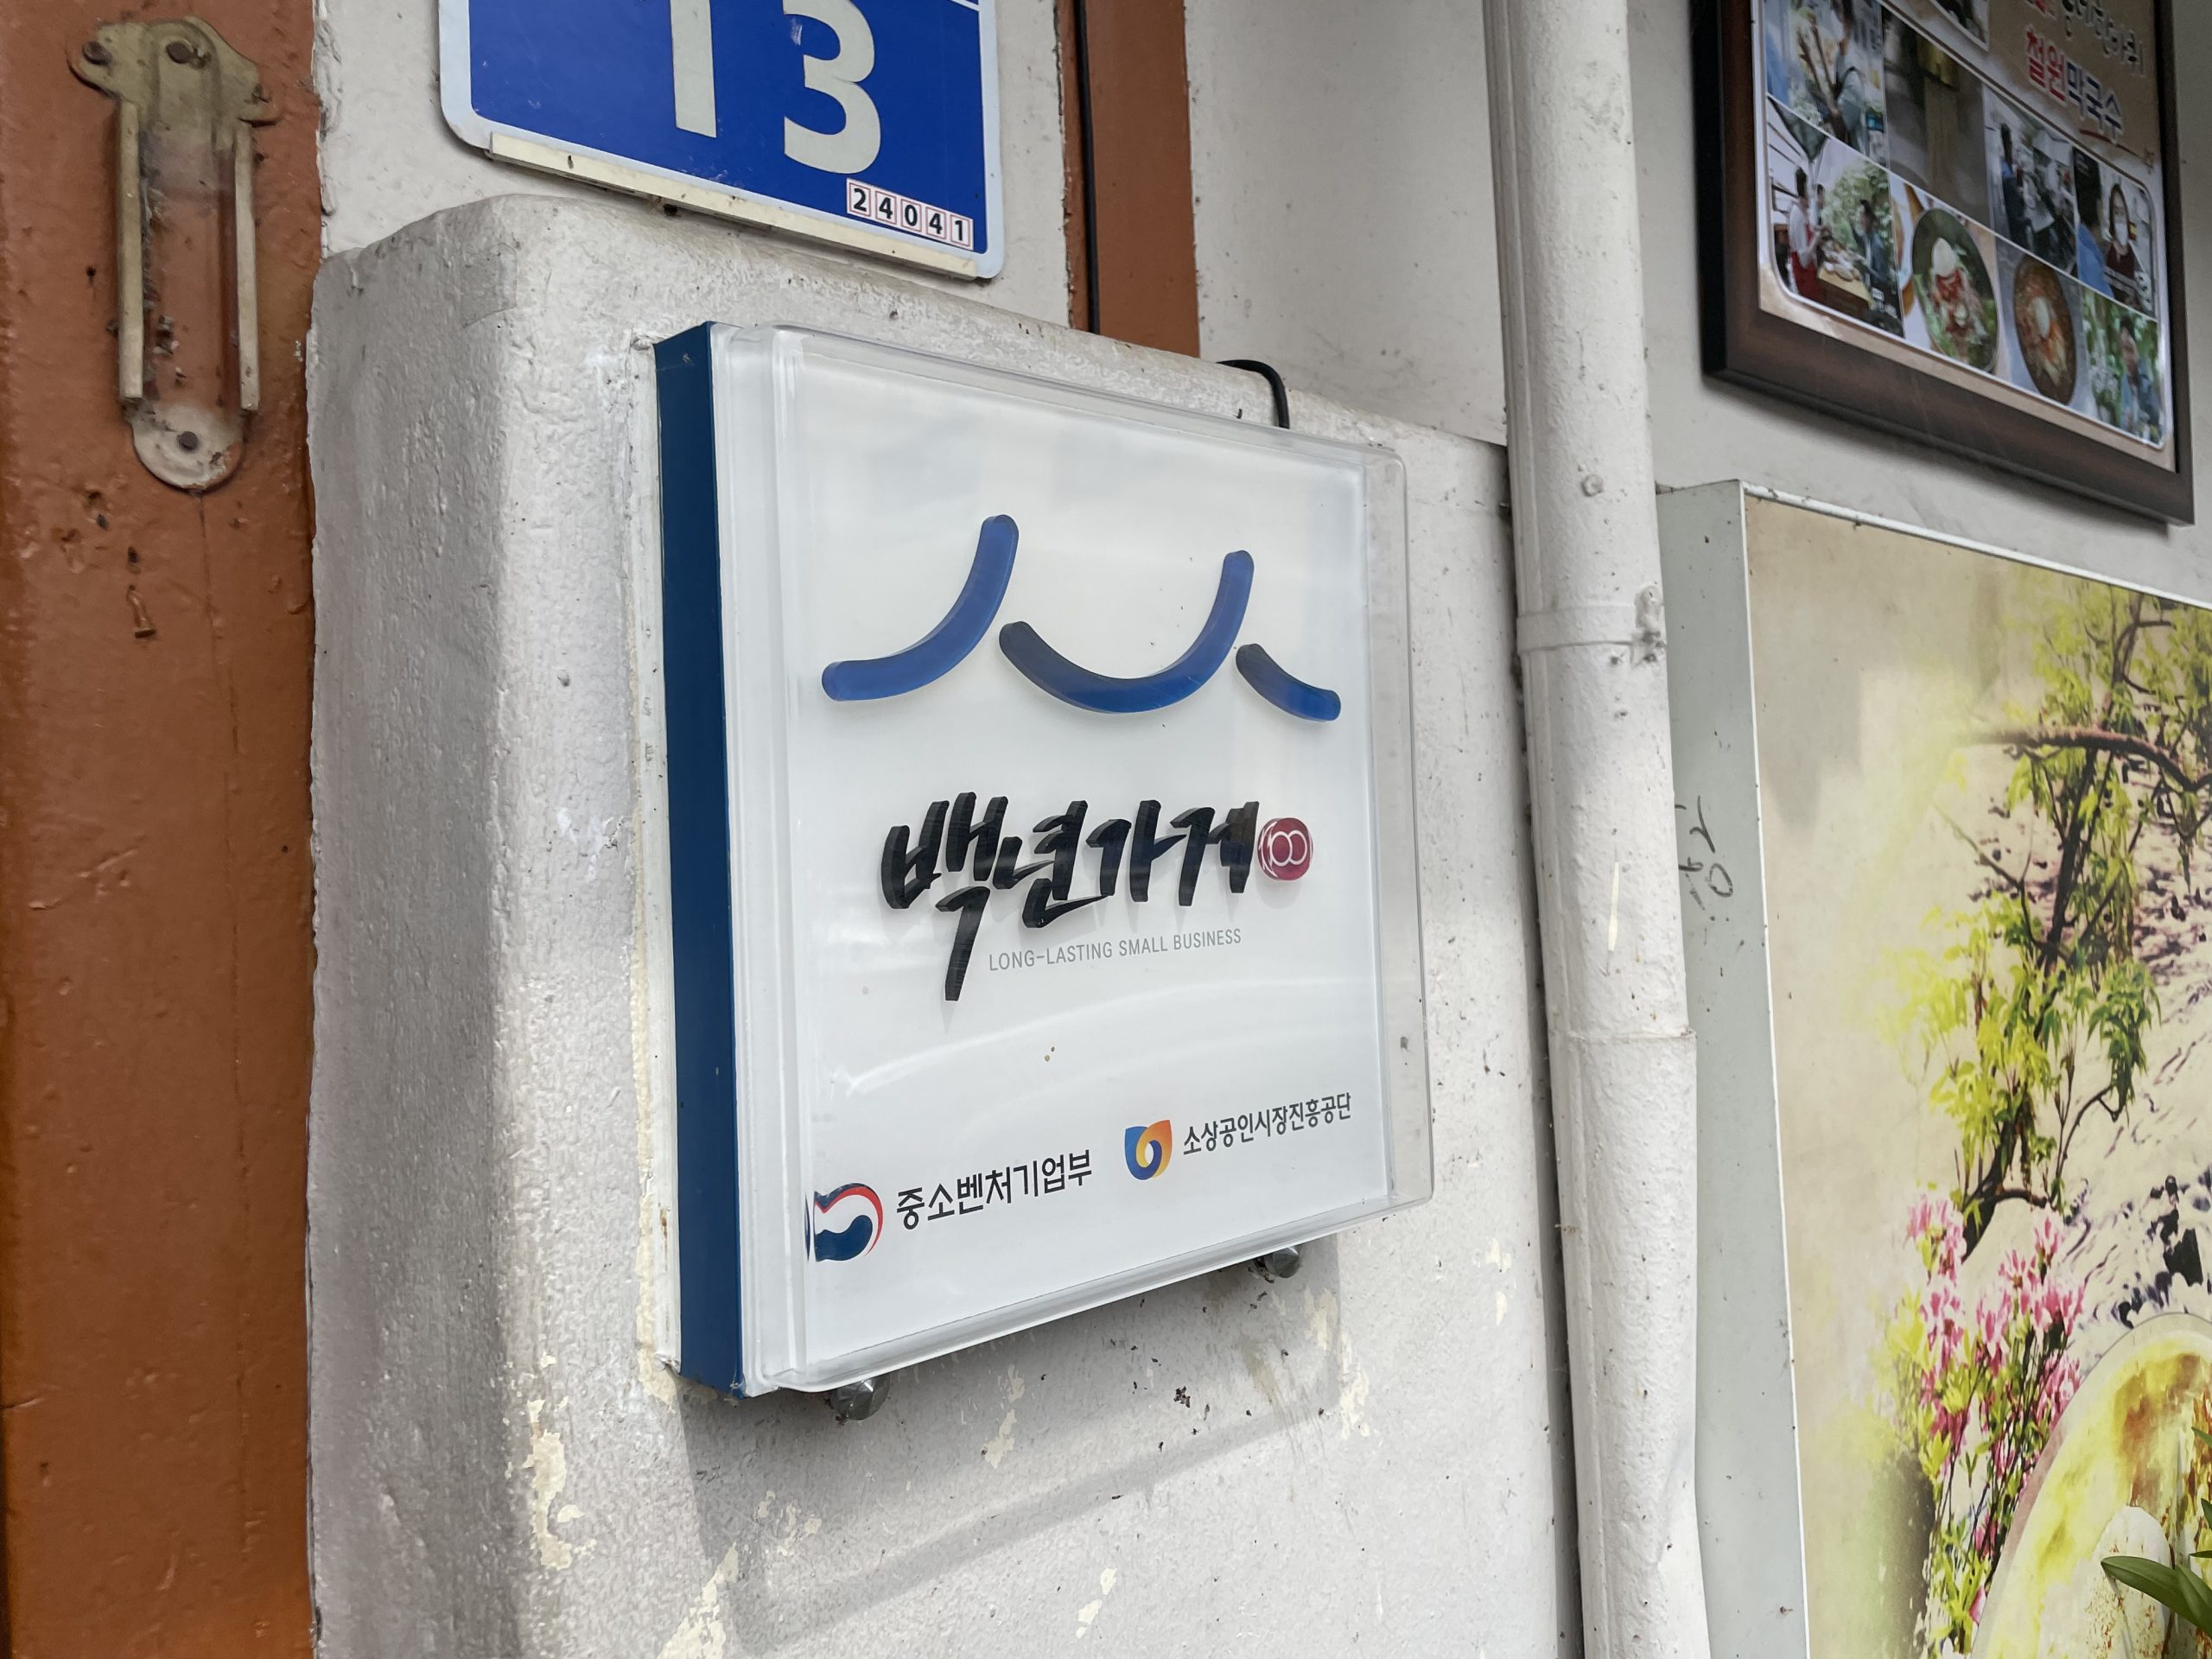 13
24041
철원막국수
백년가게 100
LONG-LASTING SMALL BUSINESS
중소벤처기업부
소상공인시장진흥공단